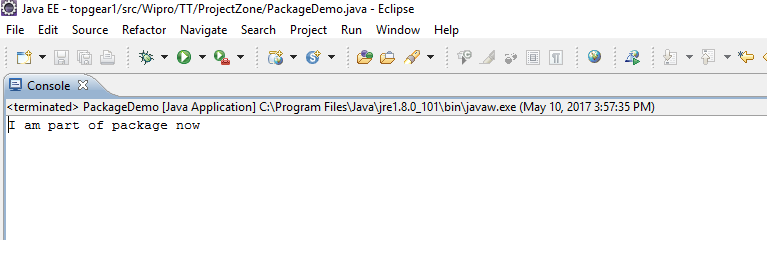 Java EE - topgear1/src/Wipro/TT/ProjectZone/PackageDemo.java - Eclipse
File Edit Source Refactor Navigate Search Project Run Window Help
Console
<terminated> PackageDemo [Java Application] C:\Program Files\Java\jre1.8.0_101\bin\javaw.exe (May 10, 2017 3:57:35 PM)
I am part of package now